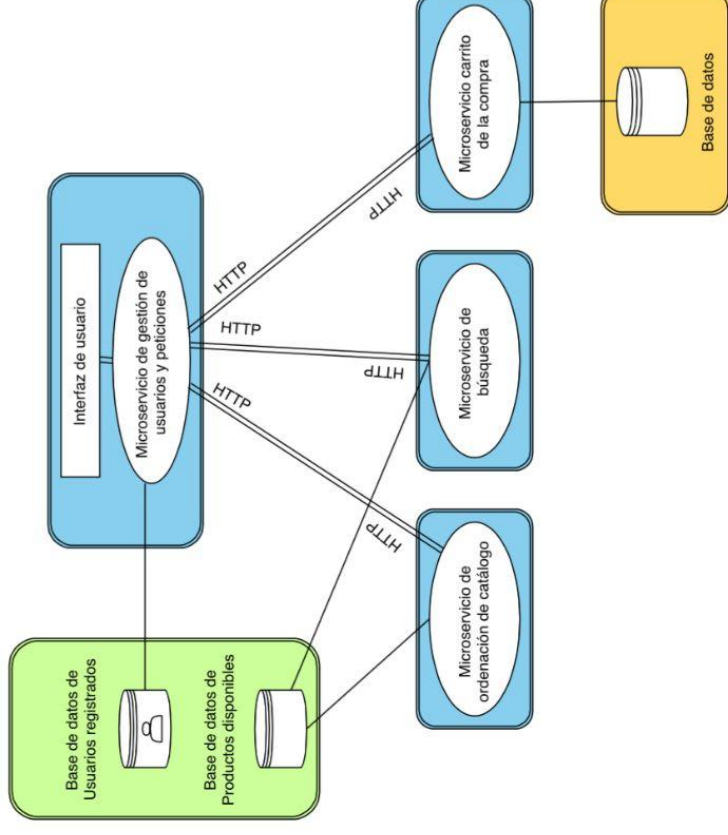 Interfaz de usuario
Microservicio de gestión de
usuarios y peticiones
Base de datos de
Usuarios registrados
Base de datos de
Productos disponibles
HTTP
HTTP
HTTP
HTTP
HTTP
HTTP
Microservicio de
ordenación de catálogo
Microservicio de
búsqueda
Microservicio carrito
de la compra
Base de datos